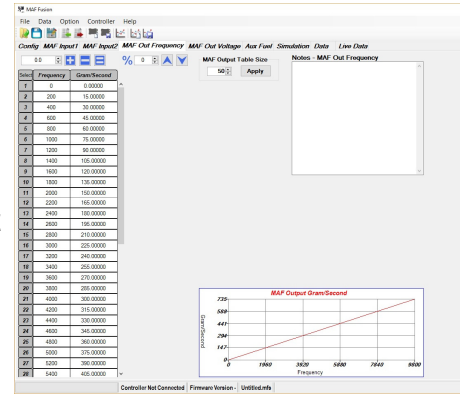 MAF Fusion
File Data Option Controller Help
Config MAF Input1 MAF Input2 MAF Out Frequency MAF Out Voltage Aux Fuel Simulation Data Live Data
0.0 % 0 MAF Output Table Size Notes - MAF Out Frequency
50 Apply
Select Frequency Gram/Second
1 0 0.00000
2 200 15.00000
3 400 30.00000
4 600 45.00000
5 800 60.00000
6 1000 75.00000
7 1200 90.00000
8 1400 105.00000
9 1600 120.00000
10 1800 135.00000
11 2000 150.00000
12 2200 165.00000
13 2400 180.00000
14 2600 195.00000
15 2800 210.00000
16 3000 225.00000
17 3200 240.00000
18 3400 255.00000
19 3600 270.00000
20 3800 285.00000
21 4000 300.00000
22 4200 315.00000
23 4400 330.00000
24 4600 345.00000
25 4800 360.00000
26 5000 375.00000
27 5200 390.00000
28 5400 405.00000
MAF Output Gram/Second
Gram/Second
735
588
441
294
147
0
0 1960 3920 5880 7840 9800
Frequency
Controller Not Connected Firmware Version - Untitled.mfs